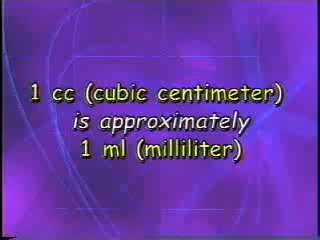 1 cc (cubic centimeter)
is approximately
1 ml (milliliter)